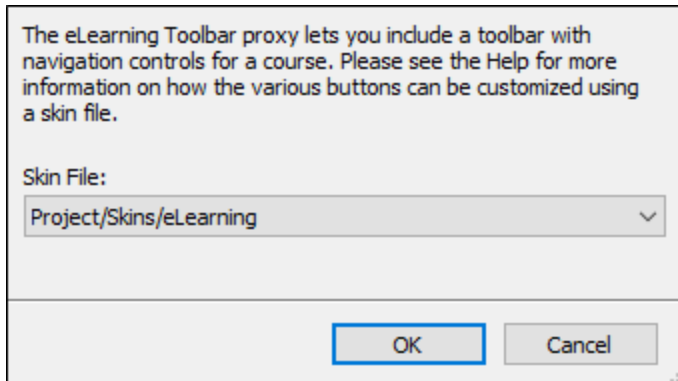 The eLearning Toolbar proxy lets you include a toolbar with
navigation controls for a course. Please see the Help for more
information on how the various buttons can be customized using
a skin file.
Skin File:
Project/Skins/eLearning
OK
Cancel